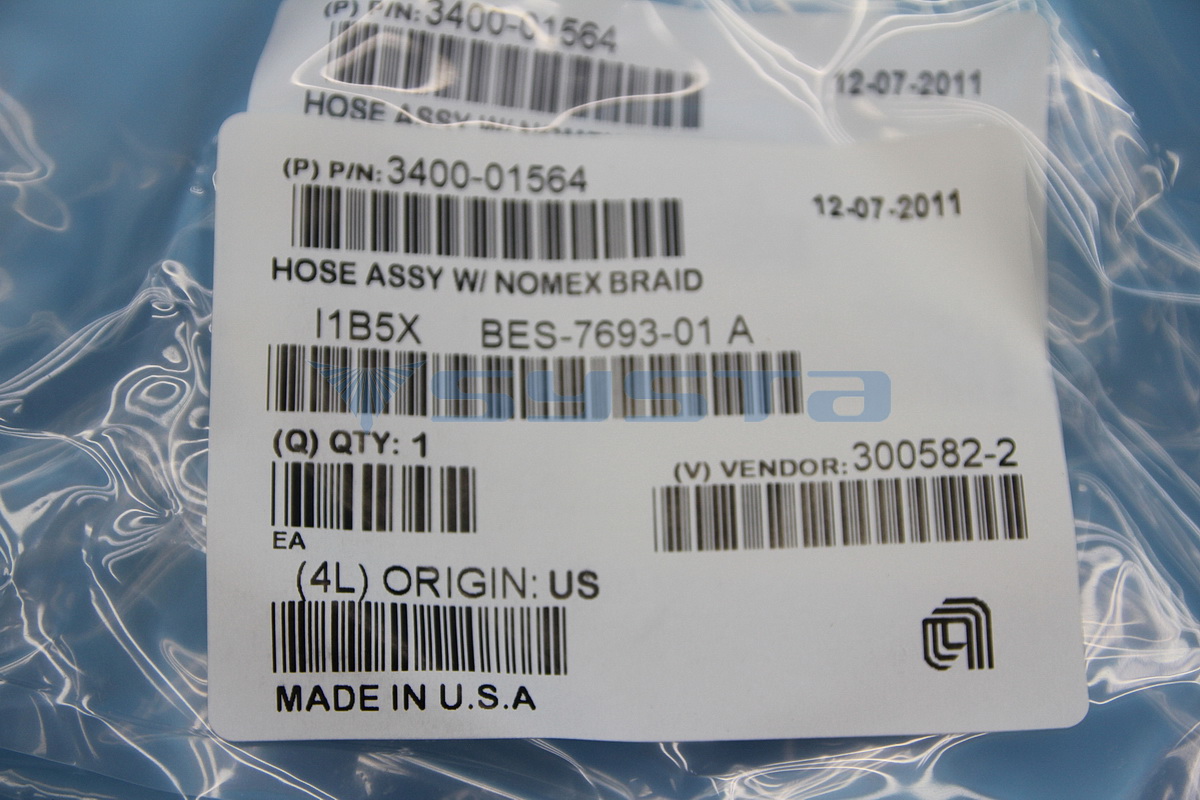 (P) P/N: 3400-01564
12-07-2011
HOSE ASSY W/ NOMEX
(P) P/N: 3400-01564
12-07-2011
HOSE ASSY W/ NOMEX BRAID
I1B5X BES-7693-01 A
systa
(Q) QTY: 1
(V) VENDOR: 300582-2
EA
(4L) ORIGIN: US
MADE IN U.S.A